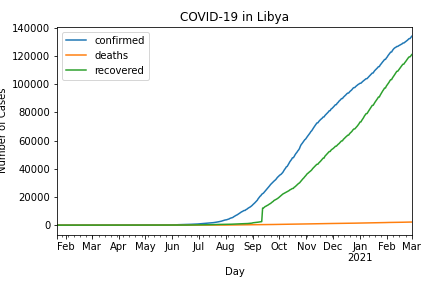 COVID-19 in Libya
140000
120000
100000
80000
60000
40000
20000
0
Number of Cases
confirmed
deaths
recovered
Feb Mar Apr May Jun Jul Aug Sep Oct Nov Dec Jan Feb Mar
2021
Day